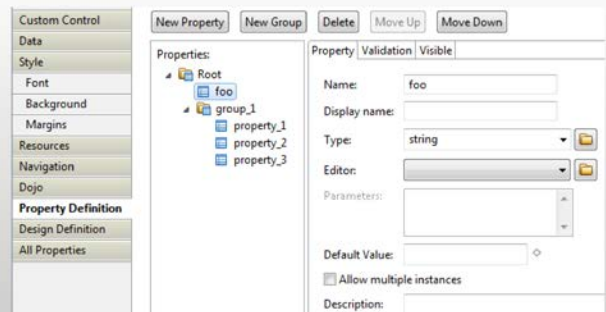 Custom Control
Data
Style
Font
Background
Margins
Resources
Navigation
Dojo
Property Definition
Design Definition
All Properties
New Property New Group Delete Move Up Move Down
Properties:
Root
foo
group_1
property_1
property_2
property_3
Property Validation Visible
Name: foo
Display name:
Type: string
Editor:
Parameters:
Default Value:
Allow multiple instances
Description: